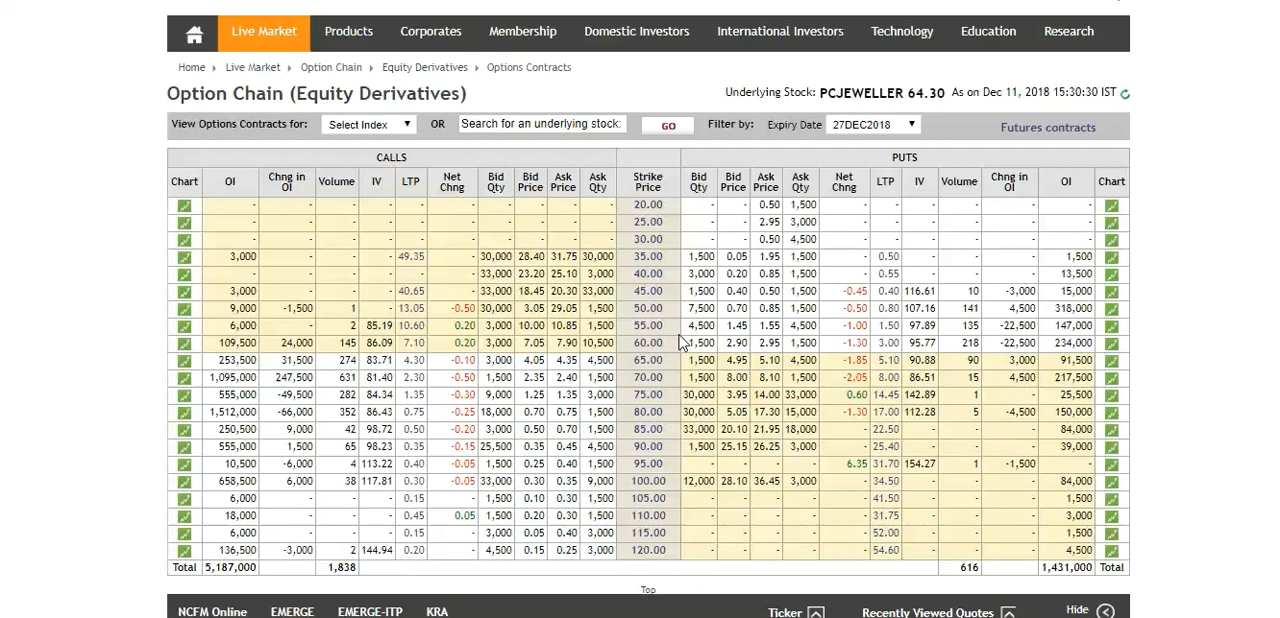 Live Market Products Corporates Membership Domestic Investors International Investors Technology Education Research
Home Live Market Option Chain Equity Derivatives Options Contracts
Option Chain (Equity Derivatives) Underlying Stock: PCJEWELLER 64.30 As on Dec 11, 2018 15:30:30 IST
View Options Contracts for: Select Index OR Search for an underlying stock: GO Filter by: Expiry Date 27DEC2018 Futures contracts
CALLS PUTS
Chart OI Chng in OI Volume IV LTP Net Chng Bid Qty Bid Price Ask Price Ask Qty Strike Price Bid Qty Bid Price Ask Price Ask Qty Net Chng LTP IV Volume Chng in OI OI Chart
- - - - - - - - - - 20.00 - - 0.50 1,500 - - - - - -
- - - - - - - - - - 25.00 - - 2.95 3,000 - - - - - -
- - - - - - - - - - 30.00 - - 0.50 4,500 - - - - - -
3,000 - - - 49.35 - 30,000 28.40 31.75 30,000 35.00 1,500 0.05 1.95 1,500 - 0.50 - - - 1,500
- - - - - - 33,000 23.20 25.10 3,000 40.00 3,000 0.20 0.85 1,500 - 0.55 - - - 13,500
3,000 - - - 40.65 - 33,000 18.45 20.30 33,000 45.00 1,500 0.40 0.50 1,500 -0.45 0.40 116.61 10 -3,000 15,000
9,000 -1,500 1 - 13.05 -0.50 30,000 3.05 29.05 1,500 50.00 7,500 0.70 0.85 1,500 -0.50 0.80 107.16 141 4,500 318,000
6,000 - 2 85.19 10.60 0.20 3,000 10.00 10.85 1,500 55.00 4,500 1.45 1.55 4,500 -1.00 1.50 97.89 135 -22,500 147,000
109,500 24,000 145 86.09 7.10 0.20 3,000 7.05 7.90 10,500 60.00 1,500 2.90 2.95 1,500 -1.30 3.00 95.77 218 -22,500 234,000
253,500 31,500 274 83.71 4.30 -0.10 3,000 4.05 4.35 4,500 65.00 1,500 4.95 5.10 4,500 -1.85 5.10 90.88 90 3,000 91,500
1,095,000 247,500 631 81.40 2.30 -0.50 1,500 2.35 2.40 1,500 70.00 1,500 8.00 8.10 1,500 -2.05 8.00 86.51 15 4,500 217,500
555,000 -49,500 282 84.34 1.35 -0.30 9,000 1.25 1.35 3,000 75.00 30,000 3.95 14.00 33,000 0.60 14.45 142.89 1 - 25,500
1,512,000 -66,000 352 86.43 0.75 -0.25 18,000 0.70 0.75 1,500 80.00 30,000 5.05 17.30 15,000 -1.30 17.00 112.28 5 -4,500 150,000
250,500 9,000 42 98.72 0.50 -0.20 3,000 0.50 0.70 1,500 85.00 33,000 20.10 21.95 18,000 - 22.50 - - - 84,000
555,000 1,500 65 98.23 0.35 -0.15 25,500 0.35 0.45 4,500 90.00 1,500 25.15 26.25 3,000 - 25.40 - - - 39,000
10,500 -6,000 4 113.22 0.40 -0.05 1,500 0.25 0.40 1,500 95.00 - - - - 6.35 31.70 154.27 1 -1,500 -
658,500 6,000 38 117.81 0.30 -0.05 33,000 0.30 0.35 9,000 100.00 12,000 28.10 36.45 3,000 - 34.50 - - - 84,000
6,000 - - - 0.15 - 1,500 0.10 0.30 1,500 105.00 - - - - - 41.50 - - - 1,500
18,000 - - - 0.45 0.05 1,500 0.20 0.30 1,500 110.00 - - - - - 31.75 - - - 3,000
6,000 - - - 0.15 - 3,000 0.05 0.40 3,000 115.00 - - - - - 52.00 - - - 1,500
136,500 -3,000 2 144.94 0.20 - 4,500 0.15 0.25 3,000 120.00 - - - - - 54.60 - - - 4,500
Total 5,187,000 1,838 616 1,431,000 Total
Top
NCFM Online EMERGE EMERGE-ITP KRA Ticker Recently Viewed Quotes Hide